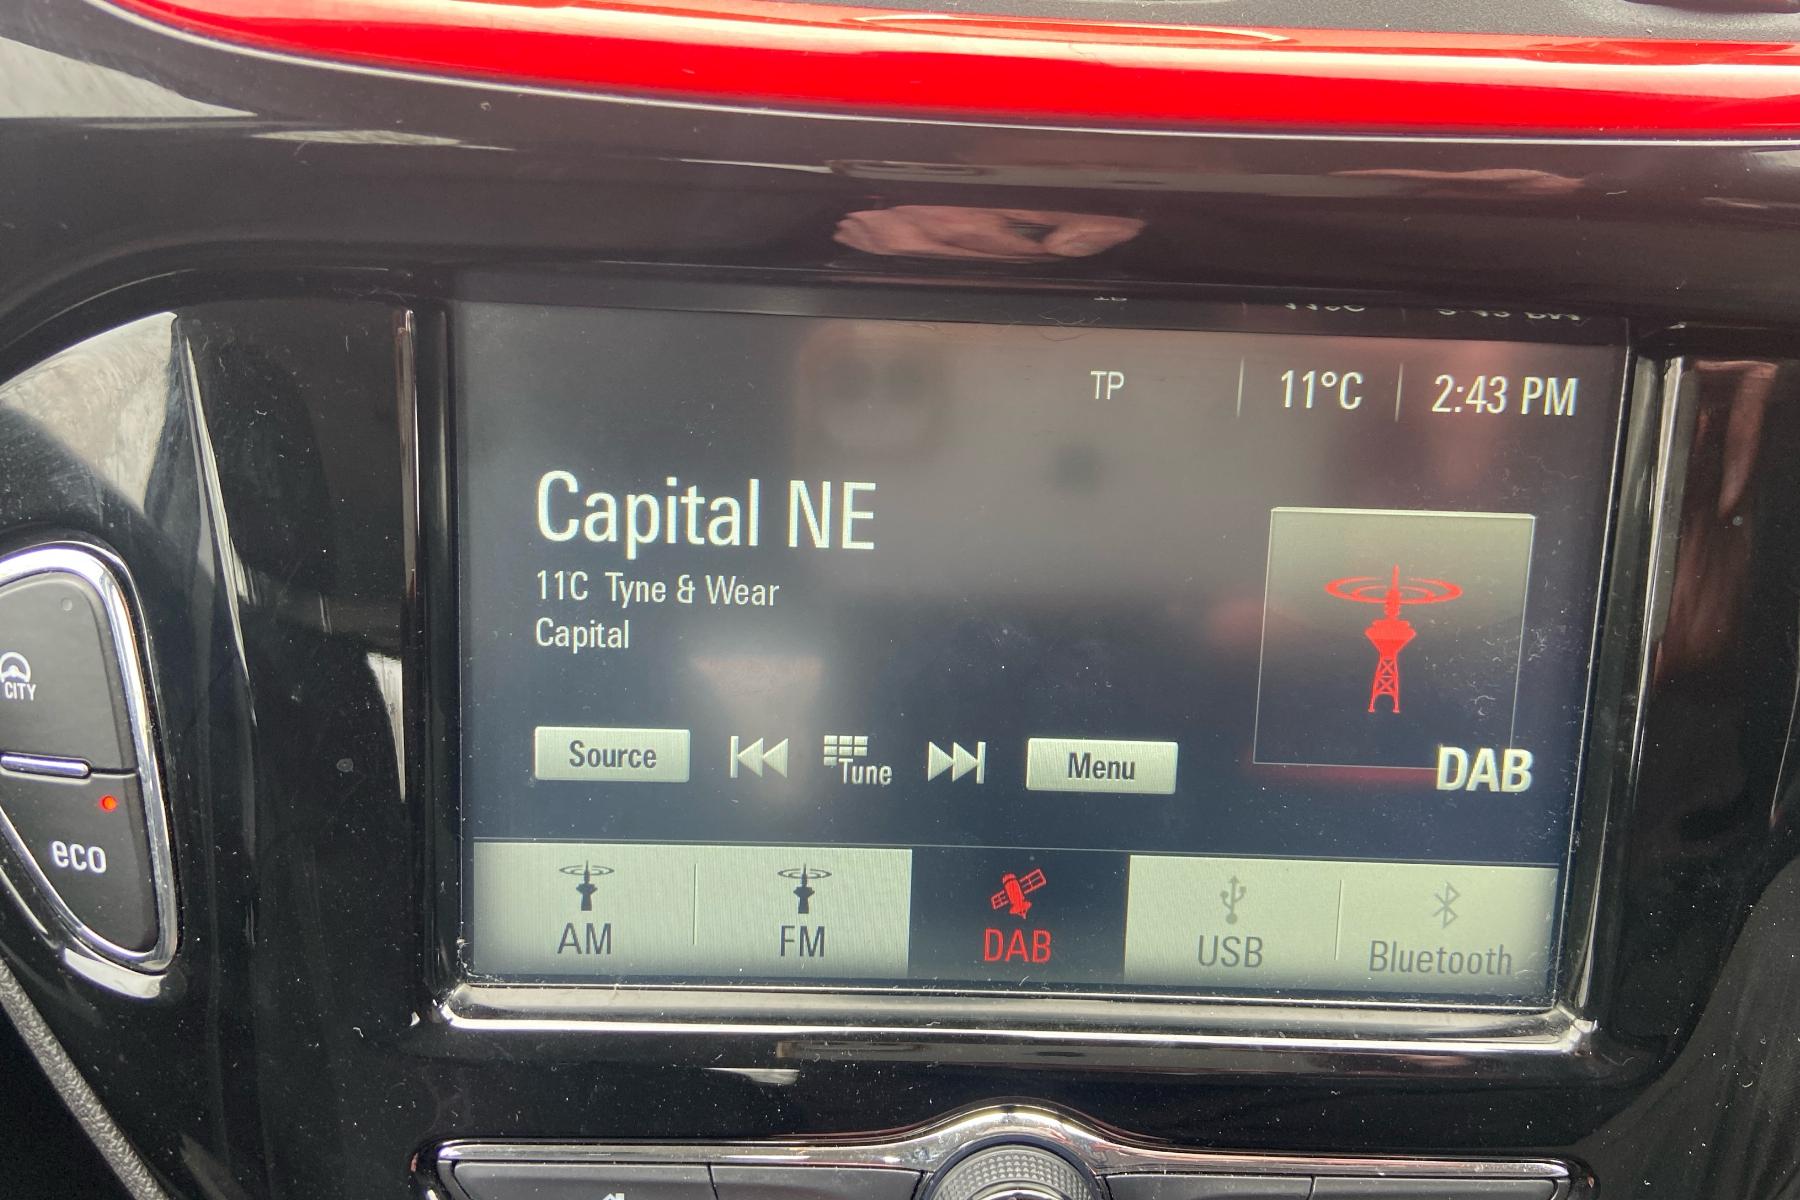 TP 11°C 2:43 PM
Capital NE
11C Tyne & Wear
Capital
Source Tune Menu
DAB
AM FM DAB USB Bluetooth
CITY
eco